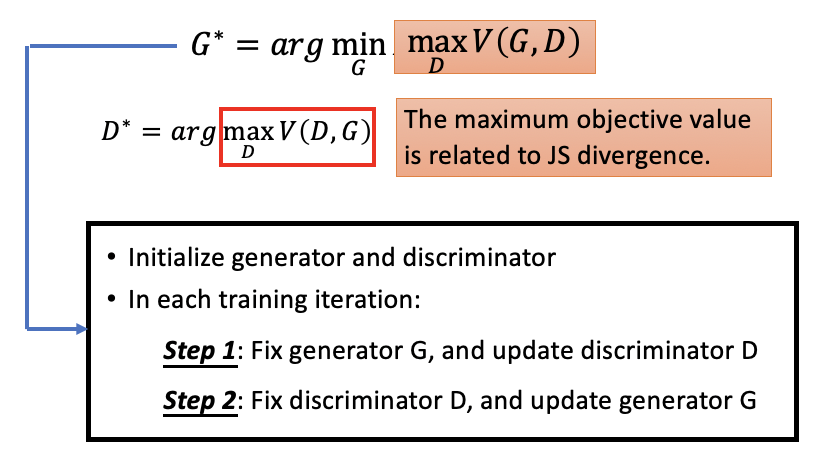 G* = arg min_G max_D V(G, D)
D* = arg max_D V(D, G)
The maximum objective value
is related to JS divergence.
• Initialize generator and discriminator
• In each training iteration:
Step 1: Fix generator G, and update discriminator D
Step 2: Fix discriminator D, and update generator G